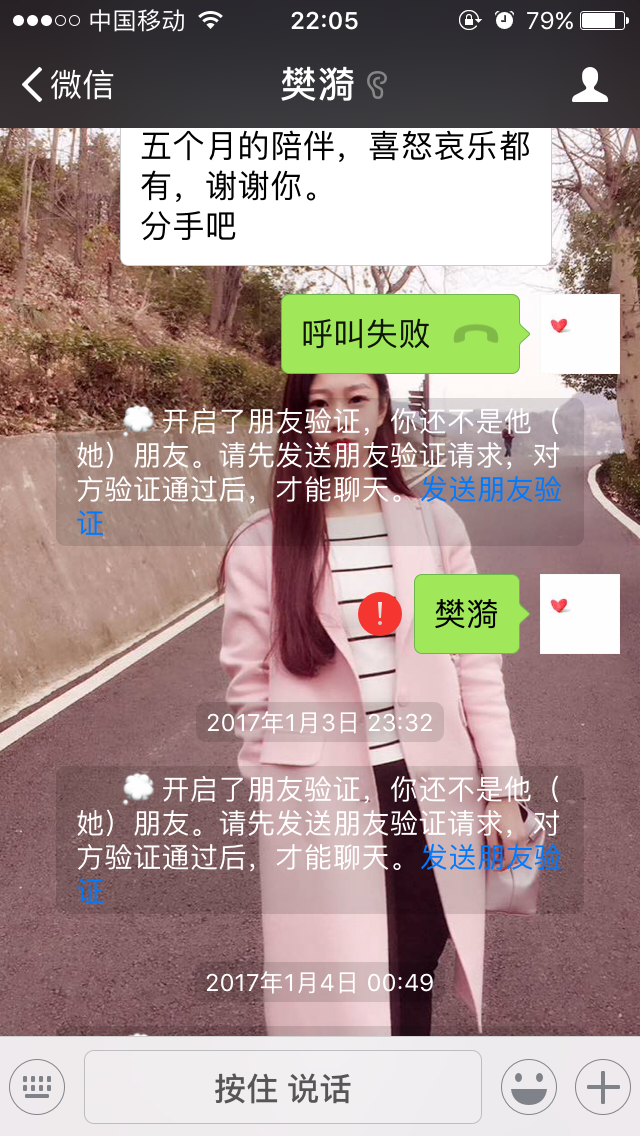 中国移动 22:05 79%
微信 樊漪
五个月的陪伴，喜怒哀乐都
有，谢谢你。
分手吧
呼叫失败
开启了朋友验证，你还不是他（
她）朋友。请先发送朋友验证请求，对
方验证通过后，才能聊天。发送朋友验
证
! 樊漪
2017年1月3日 23:32
开启了朋友验证，你还不是他（
她）朋友。请先发送朋友验证请求，对
方验证通过后，才能聊天。发送朋友验
证
2017年1月4日 00:49
按住 说话